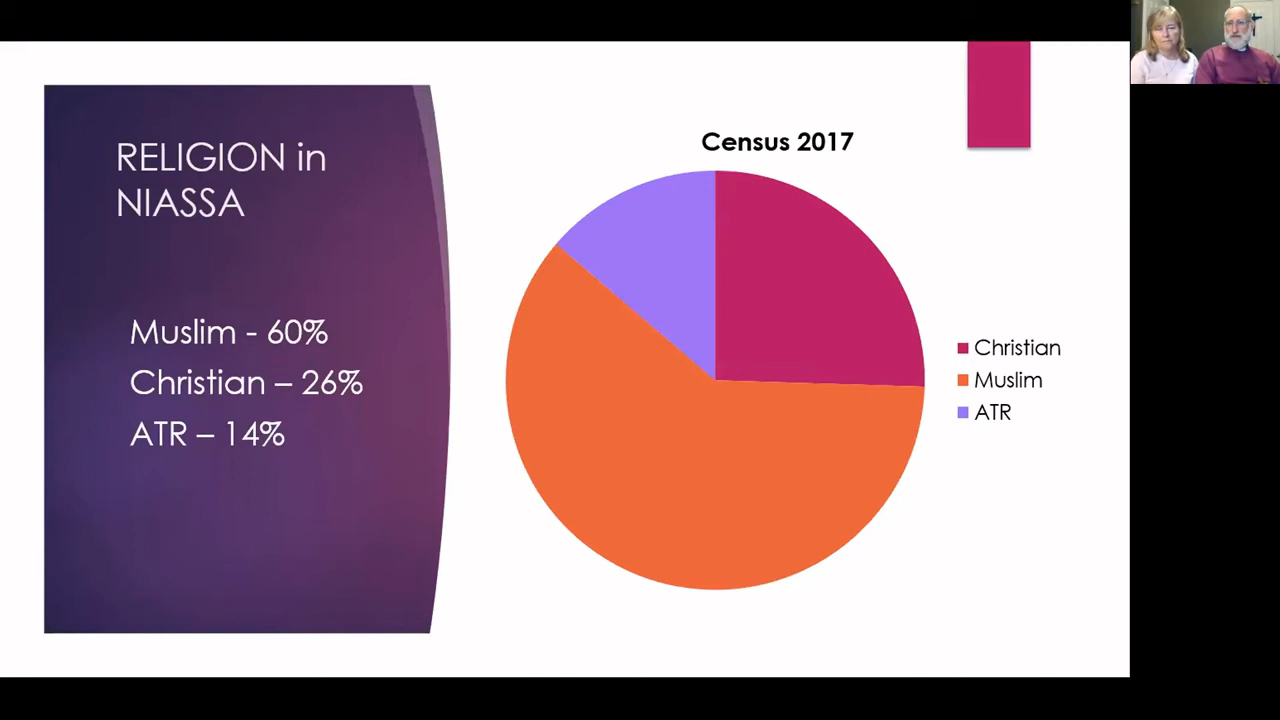 RELIGION in
NIASSA
Muslim - 60%
Christian – 26%
ATR – 14%
Census 2017
Christian
Muslim
ATR